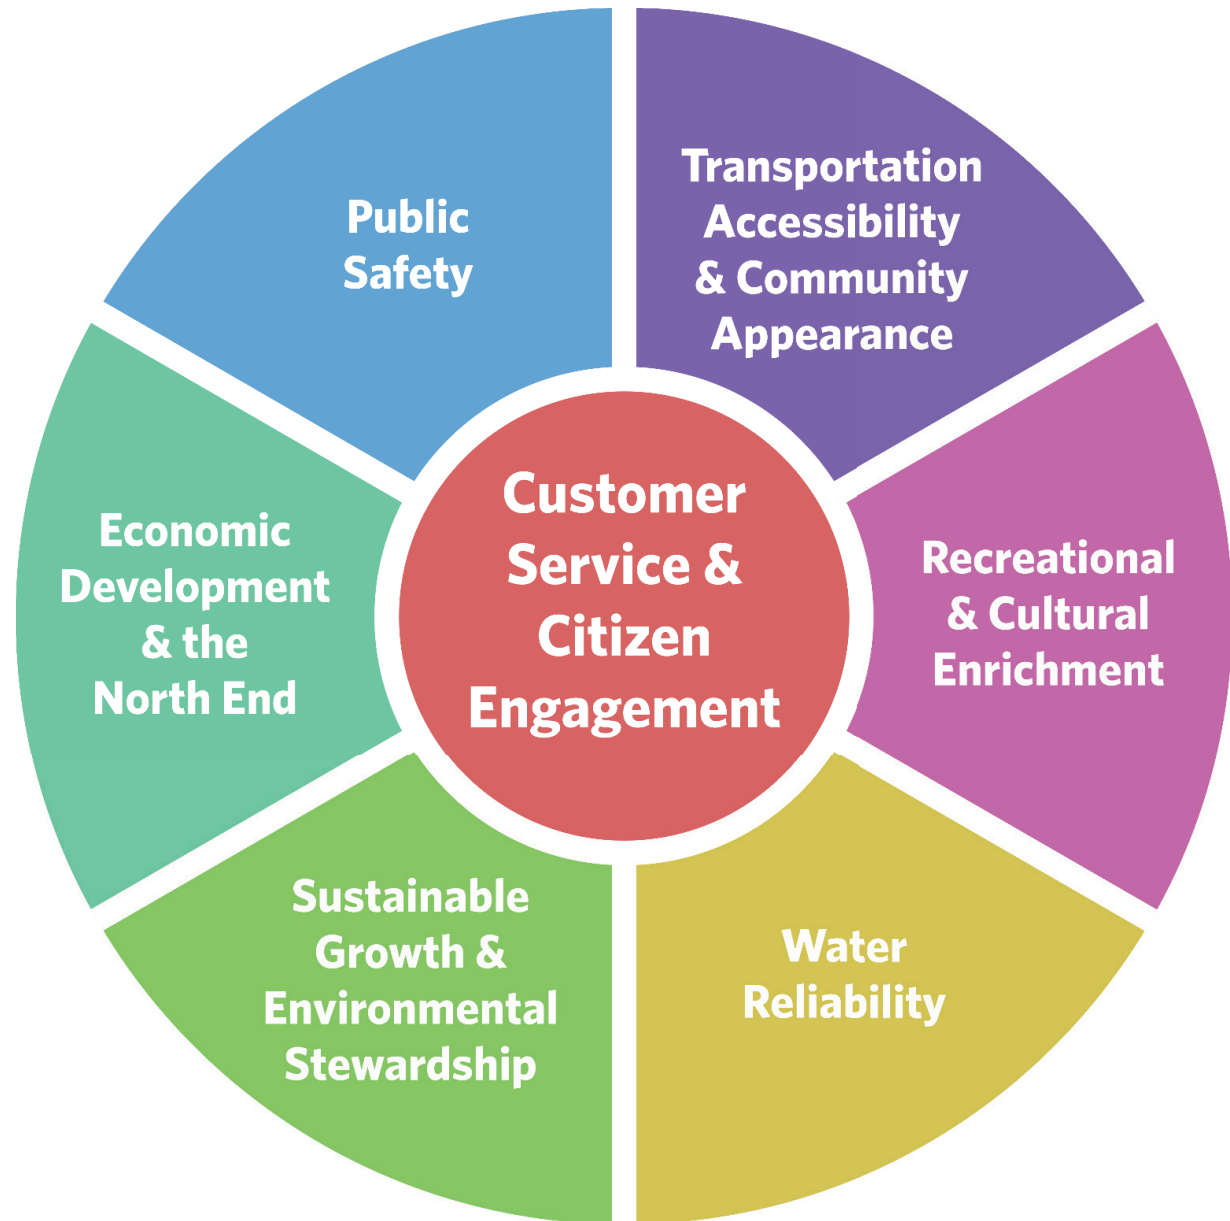 Public
Safety
Transportation
Accessibility
& Community
Appearance
Economic
Development
& the
North End
Customer
Service &
Citizen
Engagement
Recreational
& Cultural
Enrichment
Sustainable
Growth &
Environmental
Stewardship
Water
Reliability